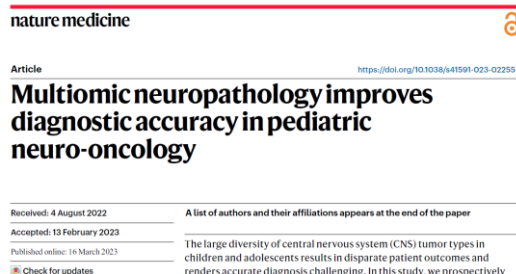 nature medicine
Article
https://doi.org/10.1038/s41591-023-02255
Multiomic neuropathology improves
diagnostic accuracy in pediatric
neuro-oncology
Received: 4 August 2022
A list of authors and their affiliations appears at the end of the paper
Accepted: 13 February 2023
Published online: 16 March 2023
Check for updates
The large diversity of central nervous system (CNS) tumor types in
children and adolescents results in disparate patient outcomes and
renders accurate diagnosis challenging. In this study, we prospectively